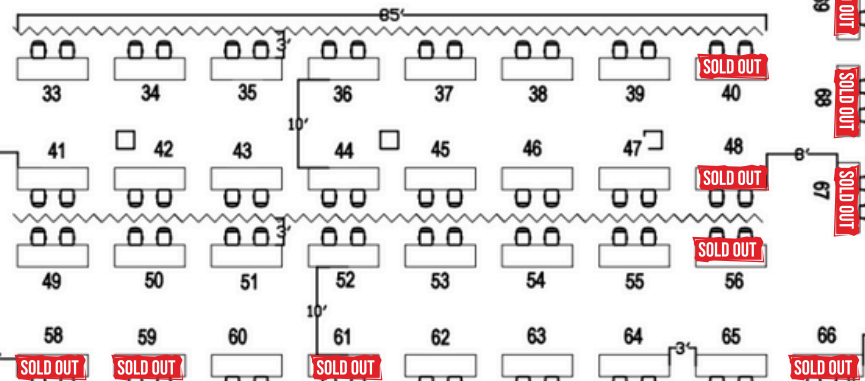 85'
3'
33 34 35 36 37 38 39 40
SOLD OUT
10'
41 42 43 44 45 46 47 48
SOLD OUT
8'
3'
49 50 51 52 53 54 55 56
SOLD OUT
10'
58 59 60 61 62 63 64 65 66
3'
SOLD OUT SOLD OUT SOLD OUT SOLD OUT
SOLD OUT
68
SOLD OUT
67
SOLD OUT